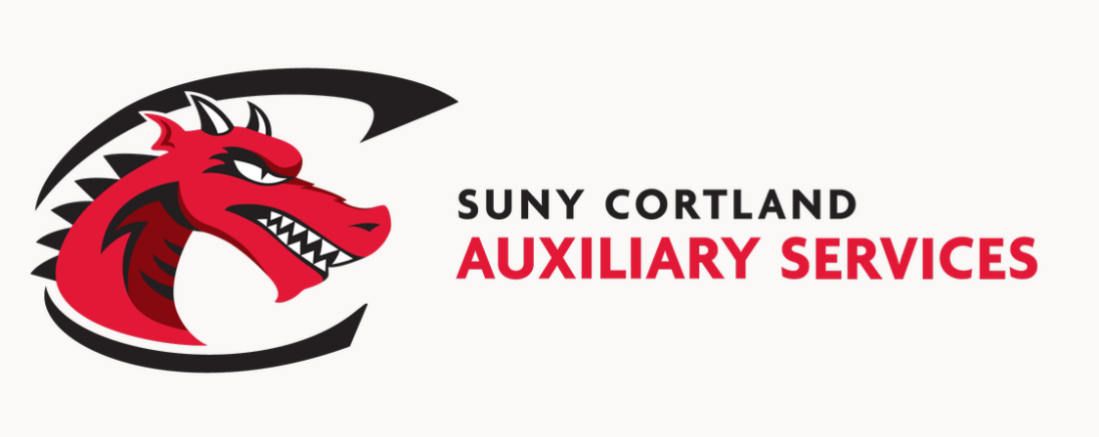 SUNY CORTLAND
AUXILIARY SERVICES